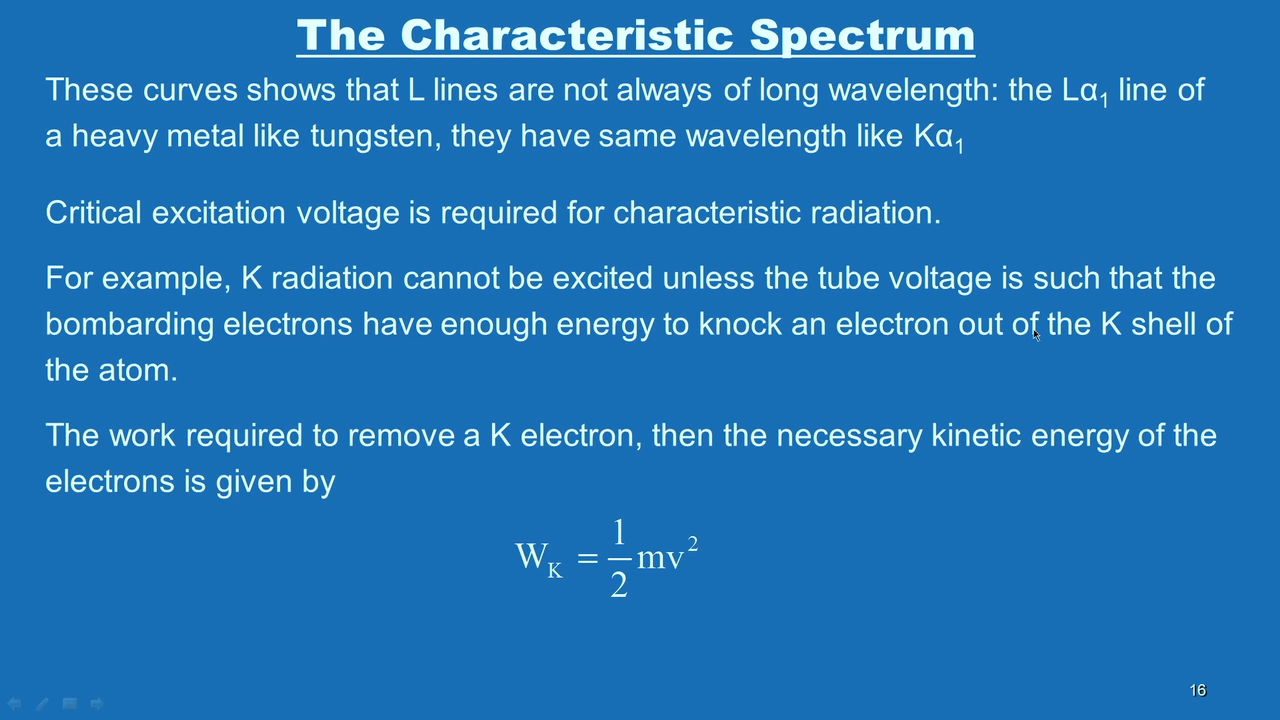 The Characteristic Spectrum
These curves shows that L lines are not always of long wavelength: the Lα₁ line of
a heavy metal like tungsten, they have same wavelength like Kα₁
Critical excitation voltage is required for characteristic radiation.
For example, K radiation cannot be excited unless the tube voltage is such that the
bombarding electrons have enough energy to knock an electron out of the K shell of
the atom.
The work required to remove a K electron, then the necessary kinetic energy of the
electrons is given by
W_K = 1/2 mv²
16